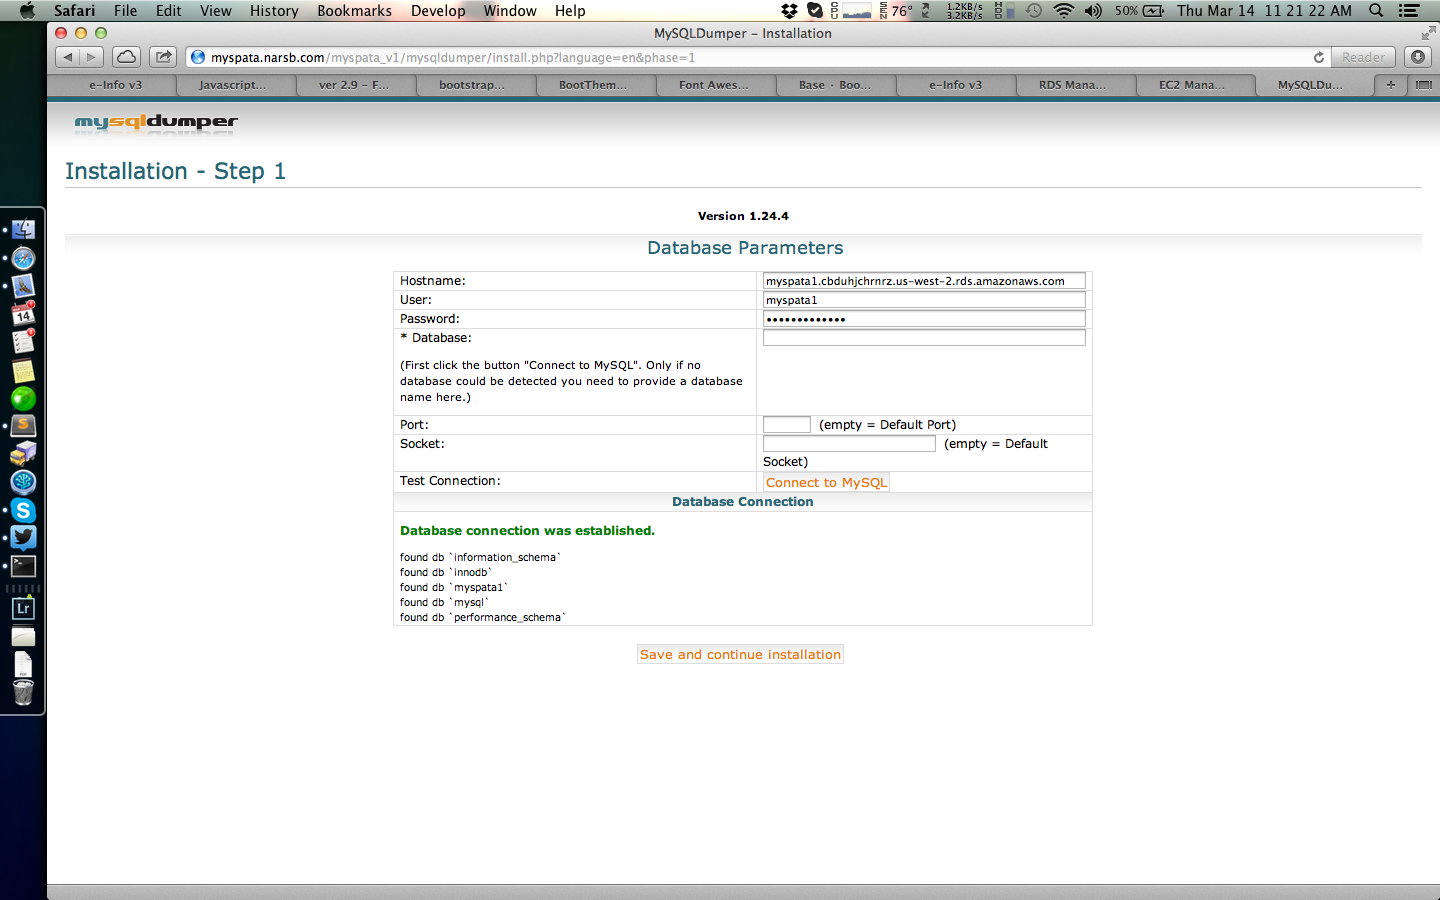 Safari File Edit View History Bookmarks Develop Window Help 76° 1.2KB/s 3.2KB/s 50% Thu Mar 14 11 21 22 AM
MySQLDumper – Installation
myspata.narsb.com/myspata_v1/mysqldumper/install.php?language=en&phase=1 Reader
e-Info v3 Javascript... ver 2.9 – F... bootstrap... BootThem... Font Awes... Base · Boo... e-Info v3 RDS Mana... EC2 Mana... MySQLDu...
mysqldumper
Installation - Step 1
Version 1.24.4
Database Parameters
Hostname: myspata1.cbduhjchrnrz.us-west-2.rds.amazonaws.com
User: myspata1
Password: •••••••••••••
* Database:
(First click the button "Connect to MySQL". Only if no
database could be detected you need to provide a database
name here.)
Port: (empty = Default Port)
Socket: (empty = Default
Socket)
Test Connection: Connect to MySQL
Database Connection
Database connection was established.
found db `information_schema`
found db `innodb`
found db `myspata1`
found db `mysql`
found db `performance_schema`
Save and continue installation
14
S
Lr